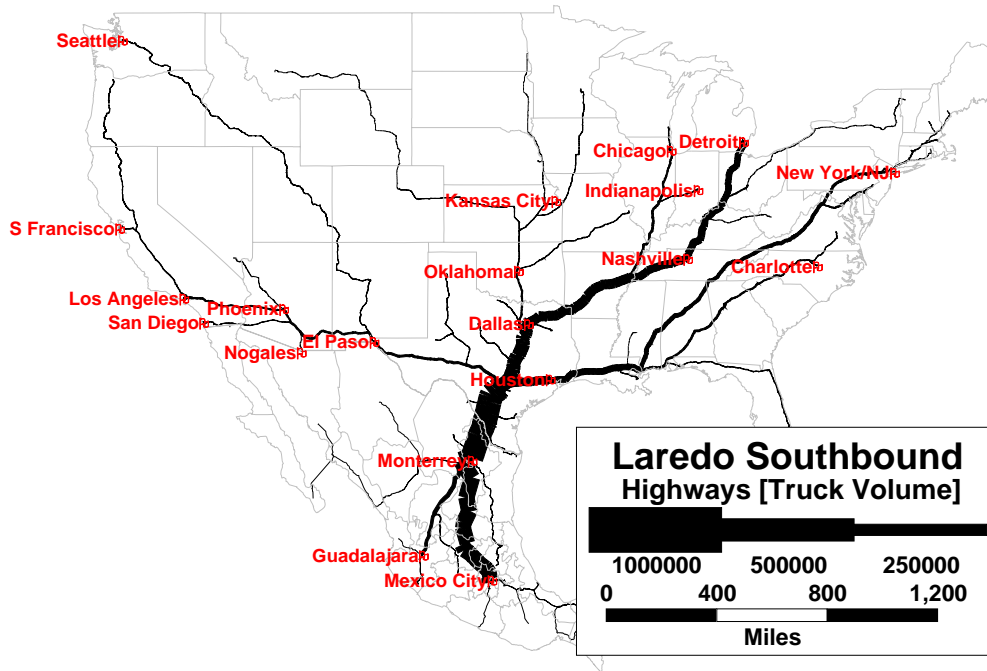 Seattle
Detroit
Chicago
New York/NJ
Indianapolis
Kansas City
S Francisco
Nashville
Charlotte
Oklahoma
Los Angeles
Phoenix
San Diego
Dallas
El Paso
Nogales
Houston
Monterrey
Guadalajara
Mexico City
Laredo Southbound
Highways [Truck Volume]
1000000 500000 250000
0 400 800 1,200
Miles